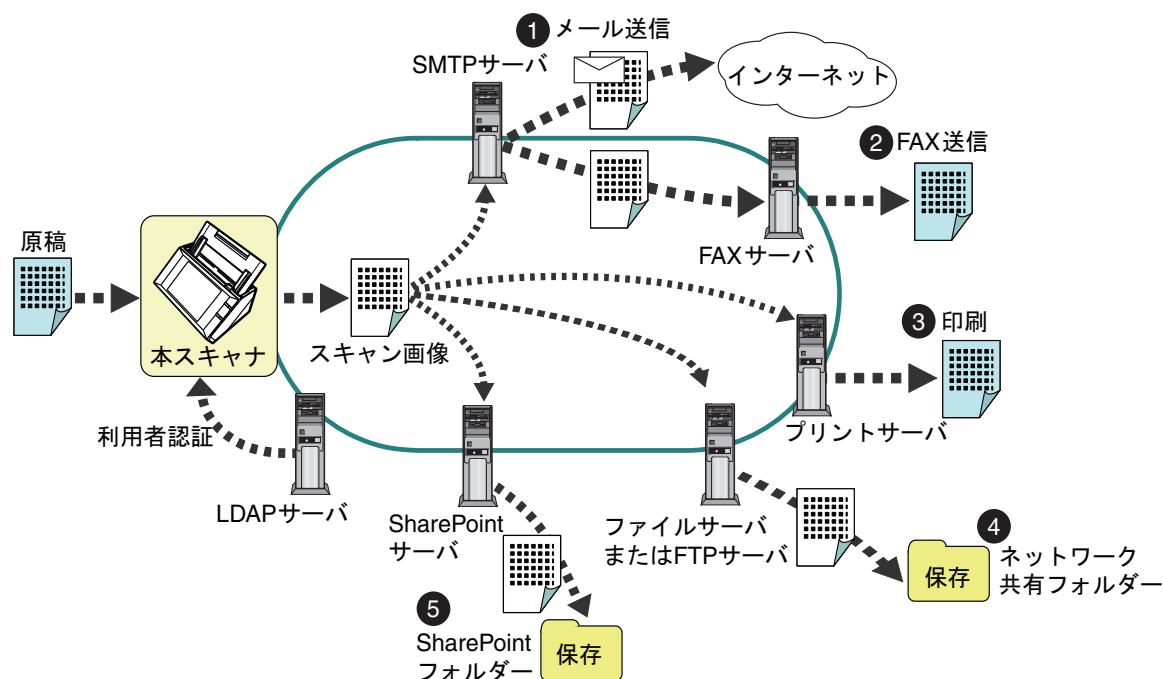 ❶ メール送信
SMTPサーバ
インターネット
❷ FAX送信
FAXサーバ
原稿
本スキャナ
スキャン画像
❸ 印刷
プリントサーバ
利用者認証
LDAPサーバ
SharePoint
サーバ
ファイルサーバ
またはFTPサーバ
❹ ネットワーク
共有フォルダー
保存
❺
SharePoint
フォルダー
保存